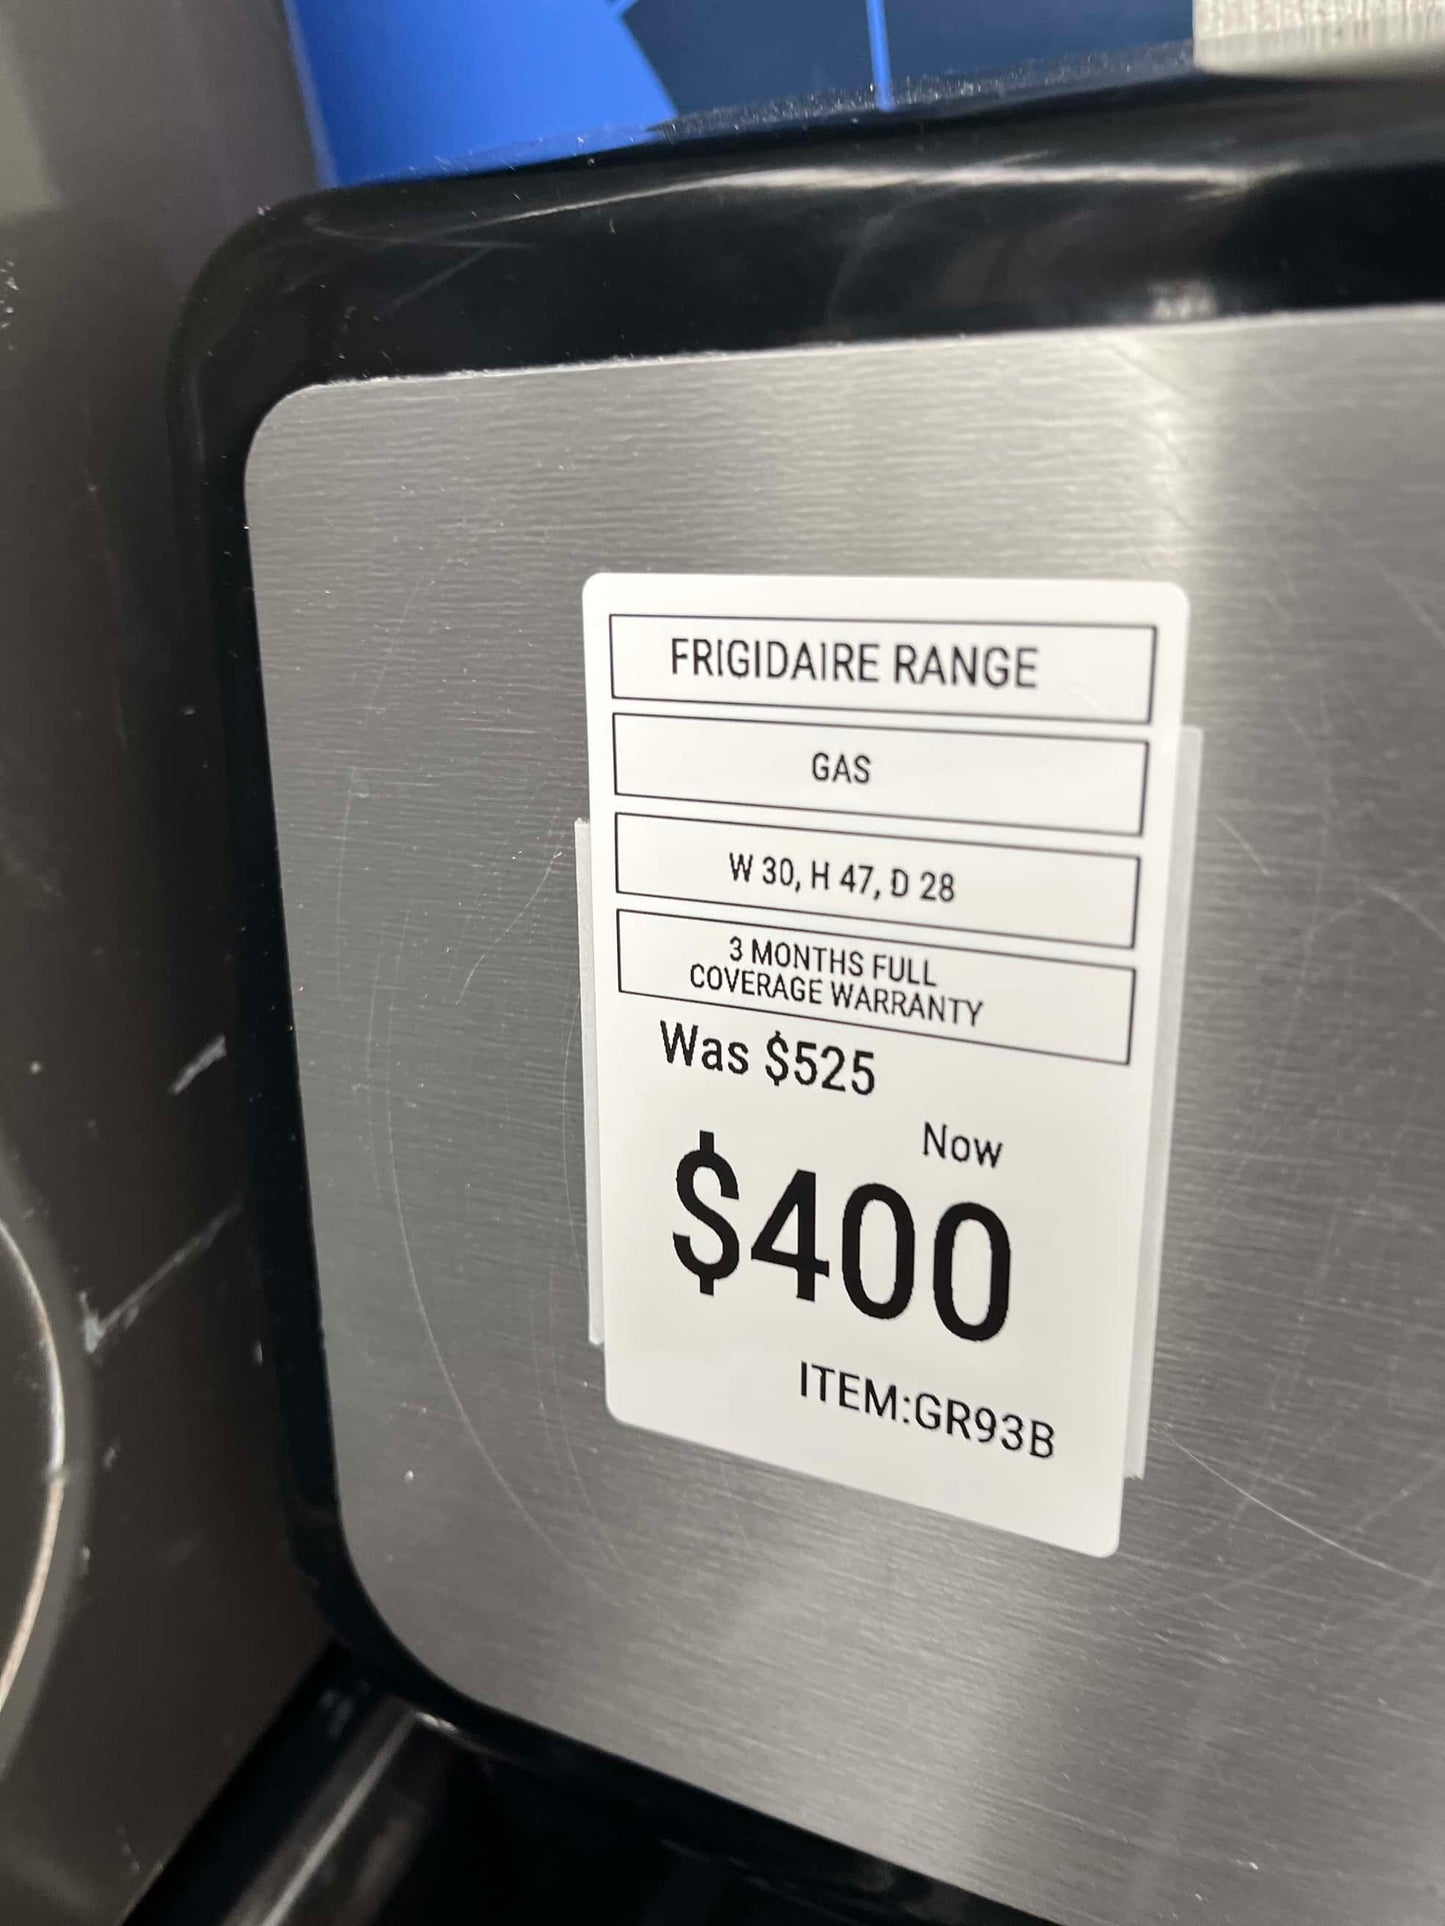 FRIGIDAIRE RANGE
GAS
W 30, H 47, D 28
3 MONTHS FULL
COVERAGE WARRANTY
Was $525
Now
$400
ITEM:GR93B